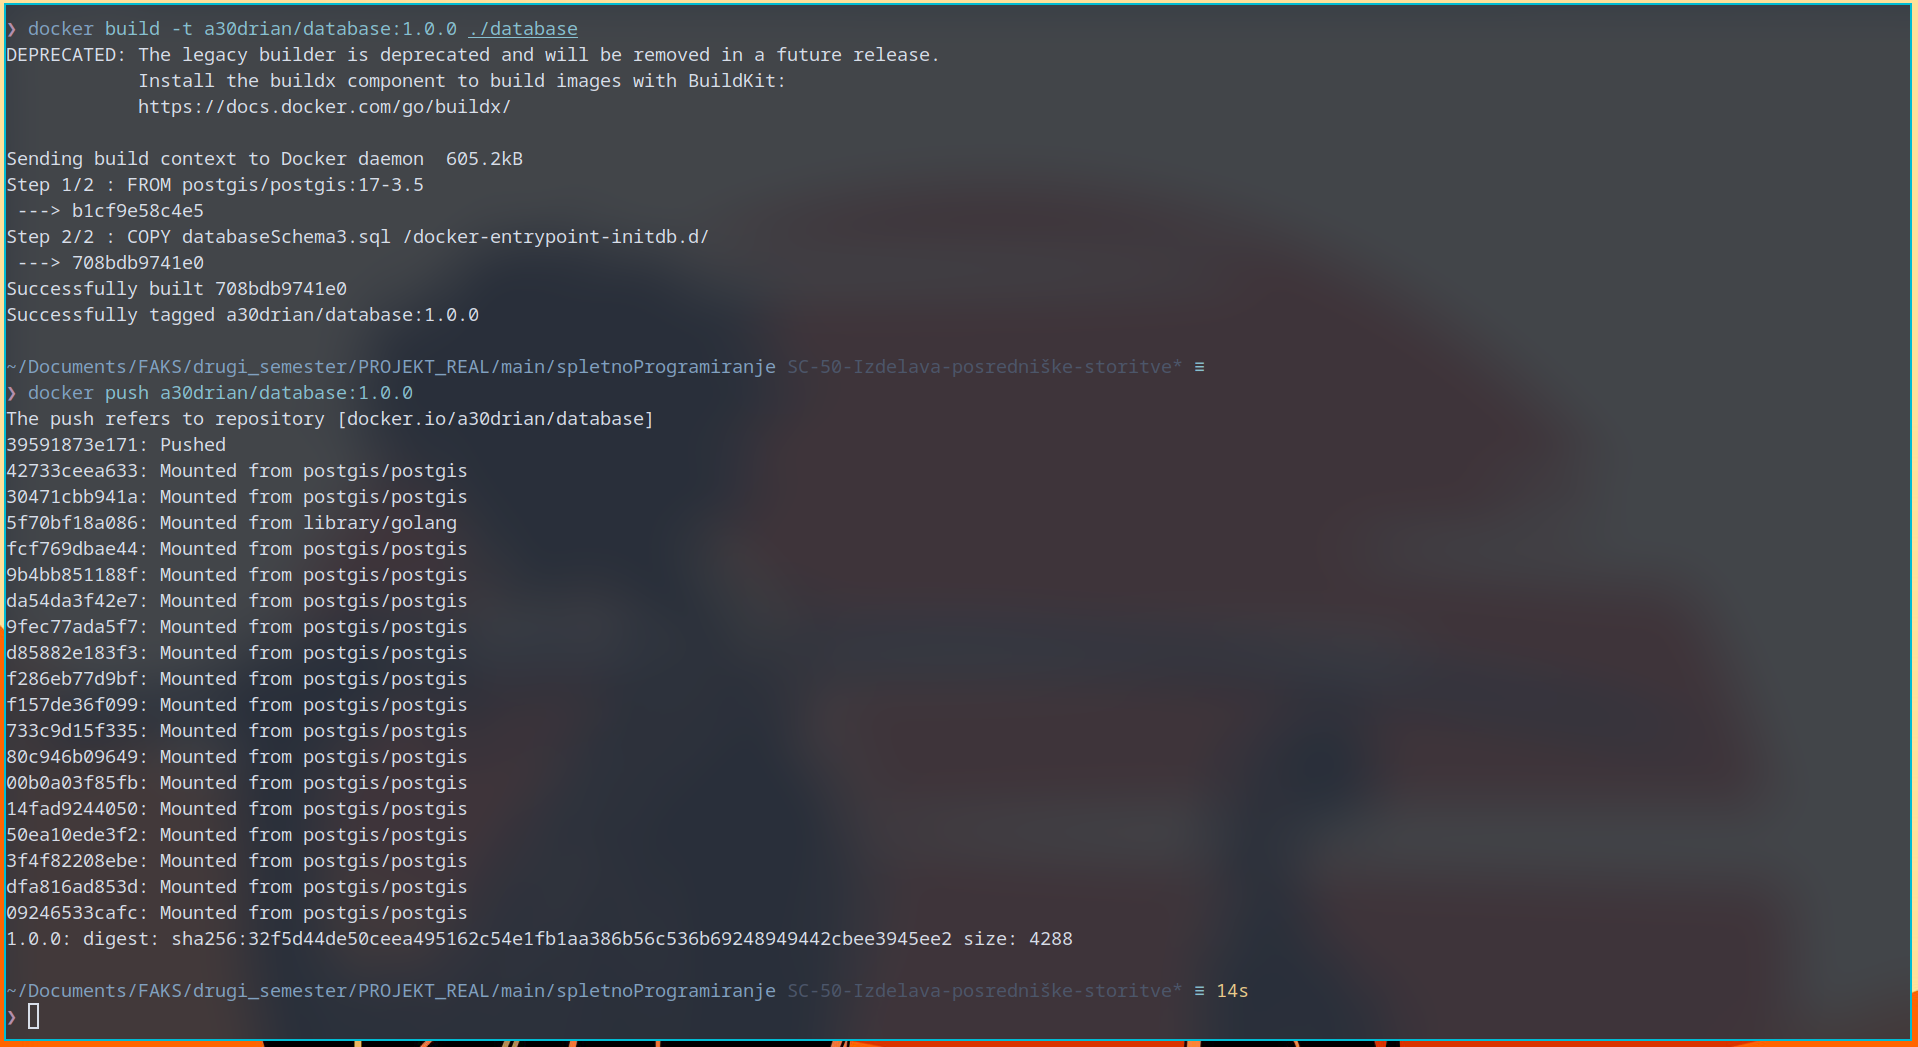 ❯ docker build -t a30drian/database:1.0.0 ./database
DEPRECATED: The legacy builder is deprecated and will be removed in a future release.
            Install the buildx component to build images with BuildKit:
            https://docs.docker.com/go/buildx/

Sending build context to Docker daemon  605.2kB
Step 1/2 : FROM postgis/postgis:17-3.5
 ---> b1cf9e58c4e5
Step 2/2 : COPY databaseSchema3.sql /docker-entrypoint-initdb.d/
 ---> 708bdb9741e0
Successfully built 708bdb9741e0
Successfully tagged a30drian/database:1.0.0

~/Documents/FAKS/drugi_semester/PROJEKT_REAL/main/spletnoProgramiranje SC-50-Izdelava-posredniške-storitve* ≡
❯ docker push a30drian/database:1.0.0
The push refers to repository [docker.io/a30drian/database]
39591873e171: Pushed
42733ceea633: Mounted from postgis/postgis
30471cbb941a: Mounted from postgis/postgis
5f70bf18a086: Mounted from library/golang
fcf769dbae44: Mounted from postgis/postgis
9b4bb851188f: Mounted from postgis/postgis
da54da3f42e7: Mounted from postgis/postgis
9fec77ada5f7: Mounted from postgis/postgis
d85882e183f3: Mounted from postgis/postgis
f286eb77d9bf: Mounted from postgis/postgis
f157de36f099: Mounted from postgis/postgis
733c9d15f335: Mounted from postgis/postgis
80c946b09649: Mounted from postgis/postgis
00b0a03f85fb: Mounted from postgis/postgis
14fad9244050: Mounted from postgis/postgis
50ea10ede3f2: Mounted from postgis/postgis
3f4f82208ebe: Mounted from postgis/postgis
dfa816ad853d: Mounted from postgis/postgis
09246533cafc: Mounted from postgis/postgis
1.0.0: digest: sha256:32f5d44de50ceea495162c54e1fb1aa386b56c536b69248949442cbee3945ee2 size: 4288

~/Documents/FAKS/drugi_semester/PROJEKT_REAL/main/spletnoProgramiranje SC-50-Izdelava-posredniške-storitve* ≡ 14s
❯